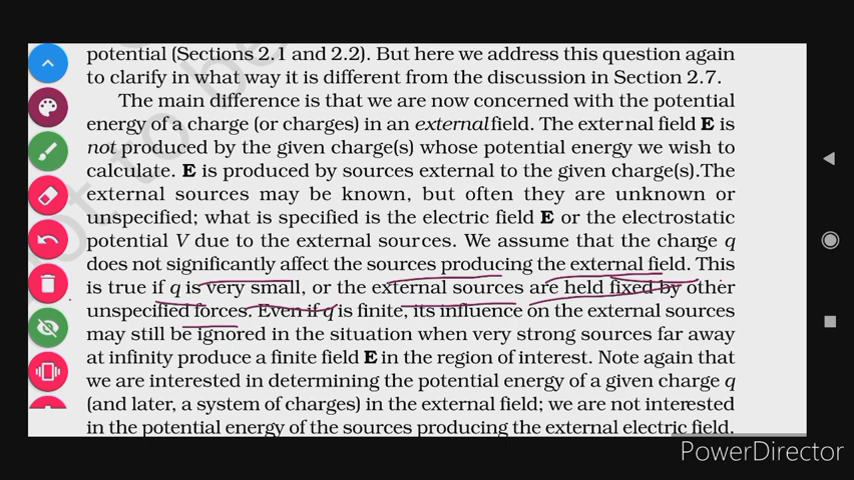 potential (Sections 2.1 and 2.2). But here we address this question again
to clarify in what way it is different from the discussion in Section 2.7.
The main difference is that we are now concerned with the potential
energy of a charge (or charges) in an external field. The external field E is
not produced by the given charge(s) whose potential energy we wish to
calculate. E is produced by sources external to the given charge(s).The
external sources may be known, but often they are unknown or
unspecified; what is specified is the electric field E or the electrostatic
potential V due to the external sources. We assume that the charge q
does not significantly affect the sources producing the external field. This
is true if q is very small, or the external sources are held fixed by other
unspecified forces. Even if q is finite, its influence on the external sources
may still be ignored in the situation when very strong sources far away
at infinity produce a finite field E in the region of interest. Note again that
we are interested in determining the potential energy of a given charge q
(and later, a system of charges) in the external field; we are not interested
in the potential energy of the sources producing the external electric field.
PowerDirector